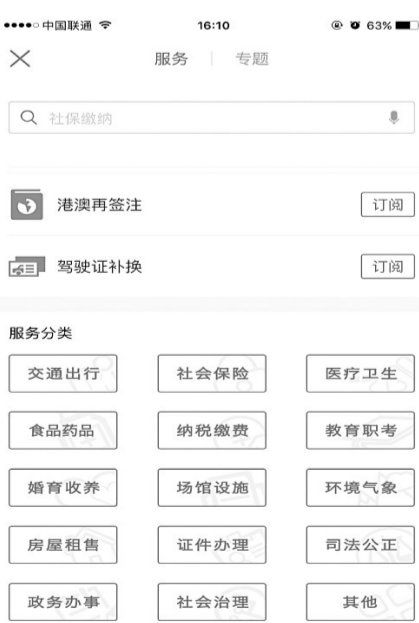 中国联通 16:10 63%
服务 专题
社保缴纳
港澳再签注 订阅
驾驶证补换 订阅
服务分类
交通出行 社会保险 医疗卫生
食品药品 纳税缴费 教育职考
婚育收养 场馆设施 环境气象
房屋租售 证件办理 司法公正
政务办事 社会治理 其他